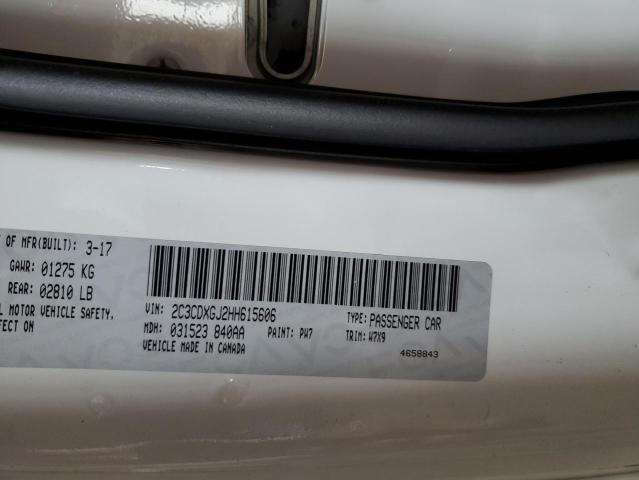 OF MFR(BUILT): 3-17
GAWR: 01275 KG
REAR: 02810 LB
MOTOR VEHICLE SAFETY,
FFECT ON
VIN: 2C3CDXGJ2HH615606
TYPE: PASSENGER CAR
MDH: 031523 840AA
PAINT: PW7
TRIM: W7X9
VEHICLE MADE IN CANADA
4658843